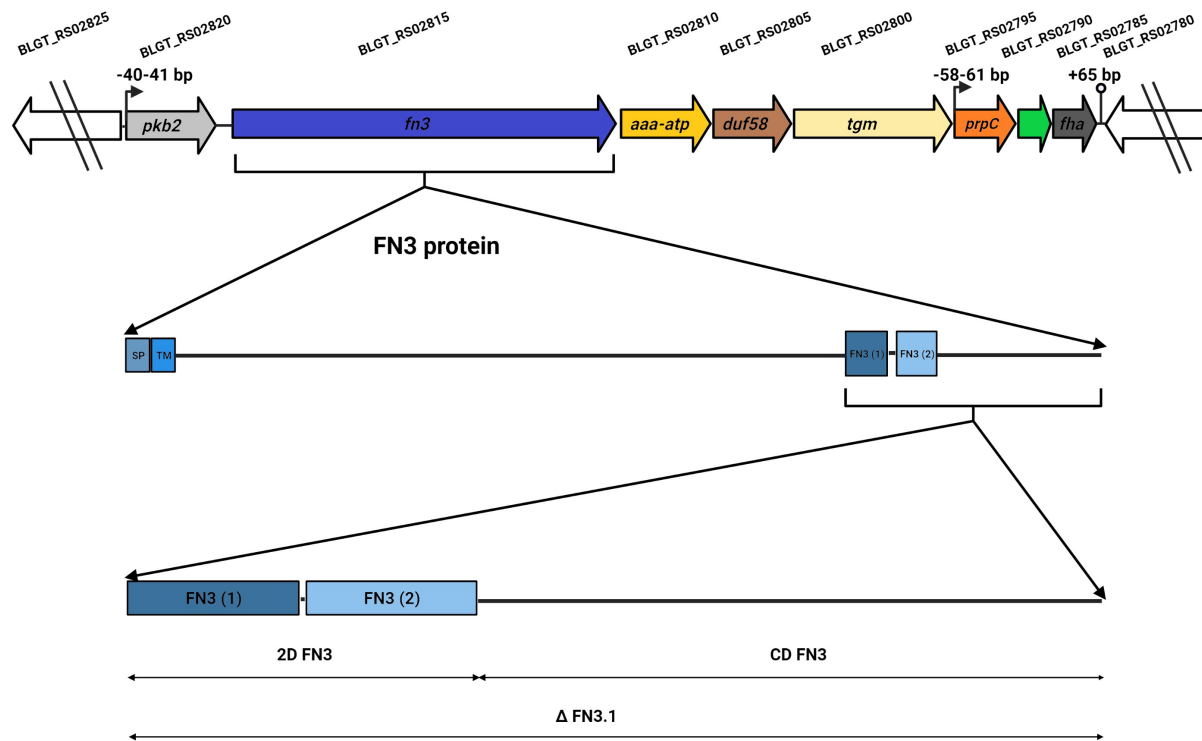 BLGT_RS02825
BLGT_RS02820
BLGT_RS02815
BLGT_RS02810
BLGT_RS02805
BLGT_RS02800
BLGT_RS02795
BLGT_RS02790
BLGT_RS02785
BLGT_RS02780
-40-41 bp
-58-61 bp
+65 bp
pkb2
fn3
aaa-atp
duf58
tgm
prpC
fha
FN3 protein
SP
TM
FN3 (1)
FN3 (2)
FN3 (1)
FN3 (2)
2D FN3
CD FN3
Δ FN3.1